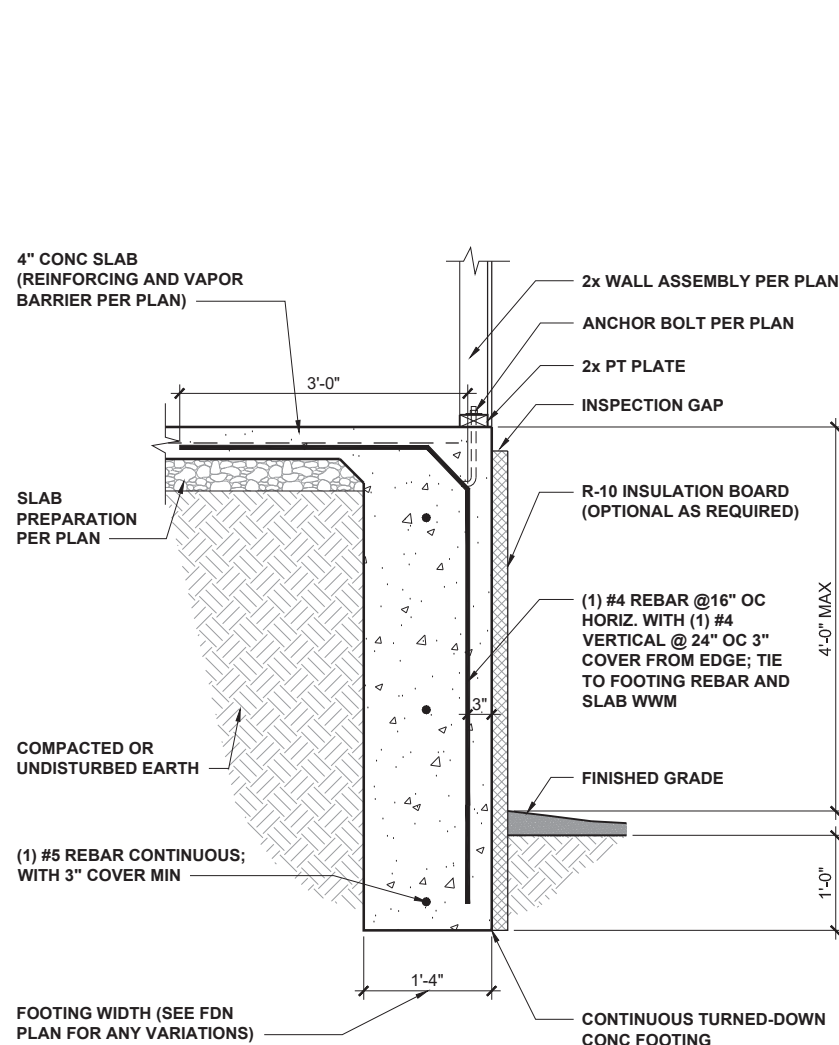 4" CONC SLAB
(REINFORCING AND VAPOR
BARRIER PER PLAN)
3'-0"
2x WALL ASSEMBLY PER PLAN
ANCHOR BOLT PER PLAN
2x PT PLATE
INSPECTION GAP
SLAB
PREPARATION
PER PLAN
R-10 INSULATION BOARD
(OPTIONAL AS REQUIRED)
(1) #4 REBAR @16" OC
HORIZ. WITH (1) #4
VERTICAL @ 24" OC 3"
COVER FROM EDGE; TIE
TO FOOTING REBAR AND
SLAB WWM
4'-0" MAX
3"
COMPACTED OR
UNDISTURBED EARTH
FINISHED GRADE
(1) #5 REBAR CONTINUOUS;
WITH 3" COVER MIN
1'-0"
1'-4"
FOOTING WIDTH (SEE FDN
PLAN FOR ANY VARIATIONS)
CONTINUOUS TURNED-DOWN
CONC FOOTING